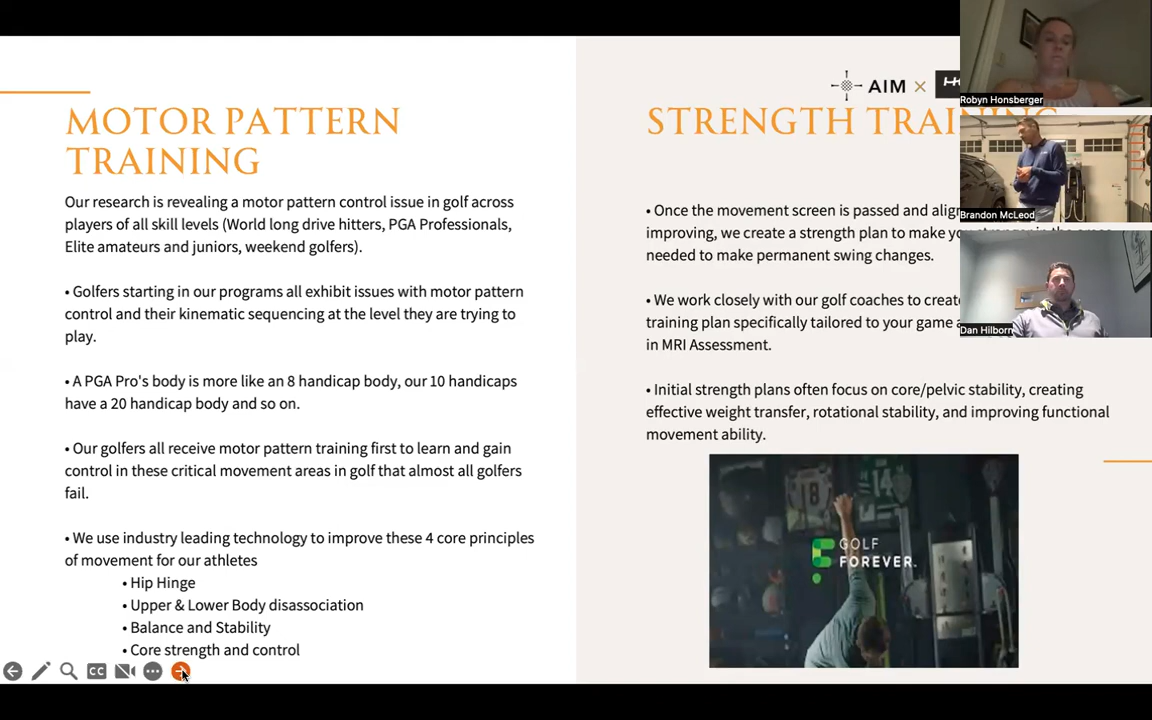 MOTOR PATTERN
TRAINING
Our research is revealing a motor pattern control issue in golf across
players of all skill levels (World long drive hitters, PGA Professionals,
Elite amateurs and juniors, weekend golfers).
• Golfers starting in our programs all exhibit issues with motor pattern
control and their kinematic sequencing at the level they are trying to
play.
• A PGA Pro's body is more like an 8 handicap body, our 10 handicaps
have a 20 handicap body and so on.
• Our golfers all receive motor pattern training first to learn and gain
control in these critical movement areas in golf that almost all golfers
fail.
• We use industry leading technology to improve these 4 core principles
of movement for our athletes
• Hip Hinge
• Upper & Lower Body disassociation
• Balance and Stability
• Core strength and control
CC
AIM ×
STRENGTH TRAINING
• Once the movement screen is passed and
improving, we create a strength plan to make
needed to make permanent swing changes.
• We work closely with our golf coaches to create
training plan specifically tailored to your game
in MRI Assessment.
• Initial strength plans often focus on core/pelvic stability, creating
effective weight transfer, rotational stability, and improving functional
movement ability.
18
14
GOLF
FOREVER.
Robyn Honsberger
Brandon McLeod
Dan Hilborn